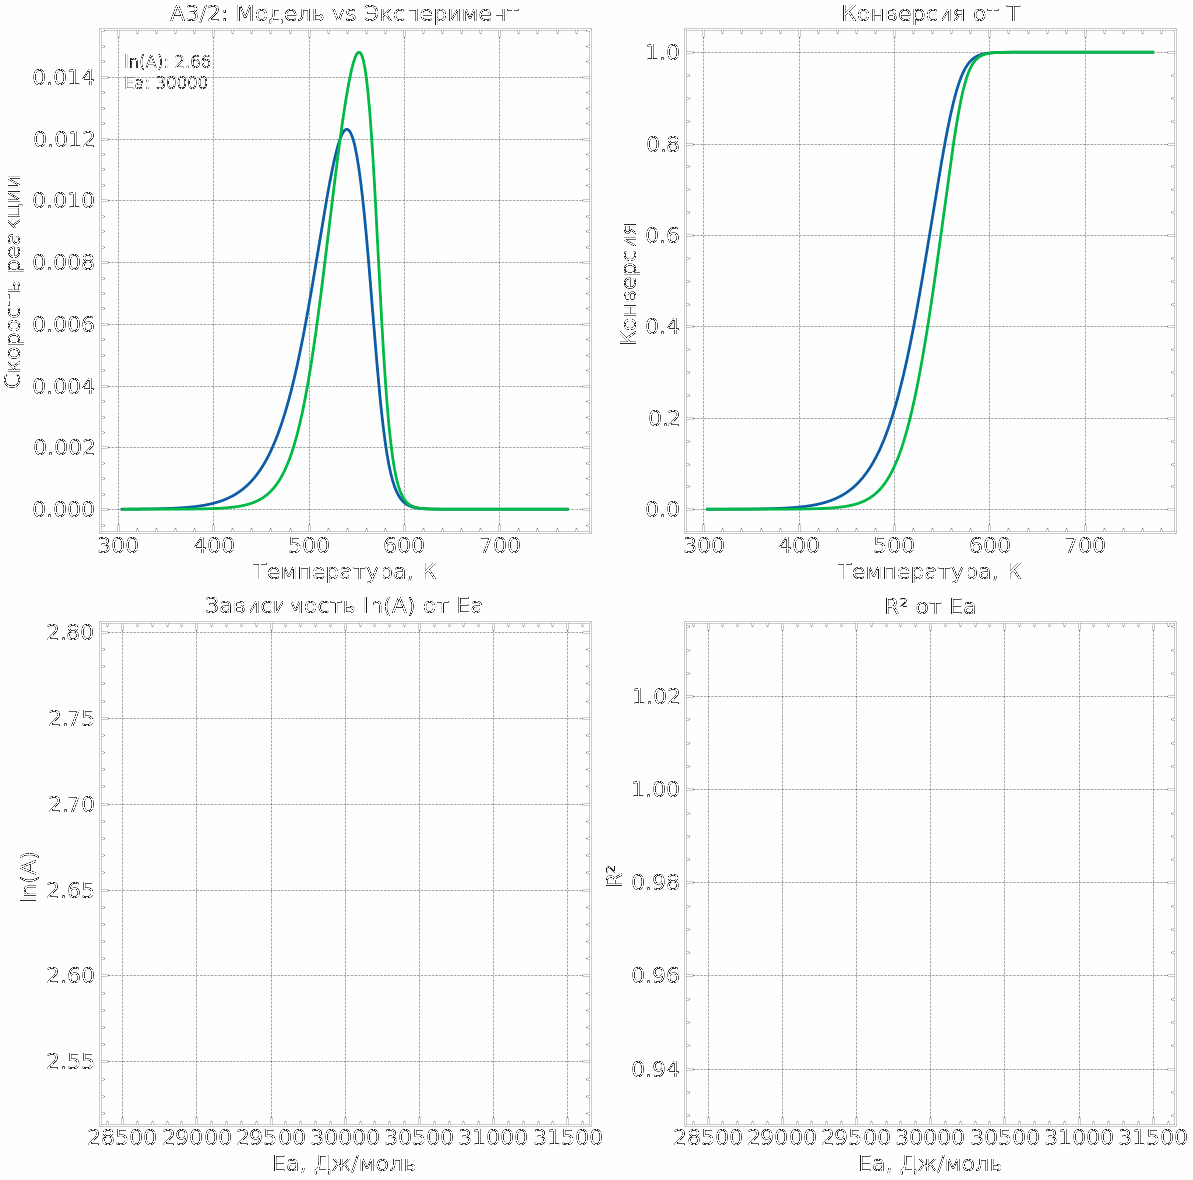 A3/2: Модель vs Эксперимент
ln(A): 2.66
Ea: 30000
Скорость реакции
0.014
0.012
0.010
0.008
0.006
0.004
0.002
0.000
300 400 500 600 700
Температура, К
Конверсия от Т
Конверсия
1.0
0.8
0.6
0.4
0.2
0.0
300 400 500 600 700
Температура, К
Зависимость ln(A) от Ea
ln(A)
2.80
2.75
2.70
2.65
2.60
2.55
28500 29000 29500 30000 30500 31000 31500
Ea, Дж/моль
R² от Ea
R²
1.02
1.00
0.98
0.96
0.94
28500 29000 29500 30000 30500 31000 31500
Ea, Дж/моль